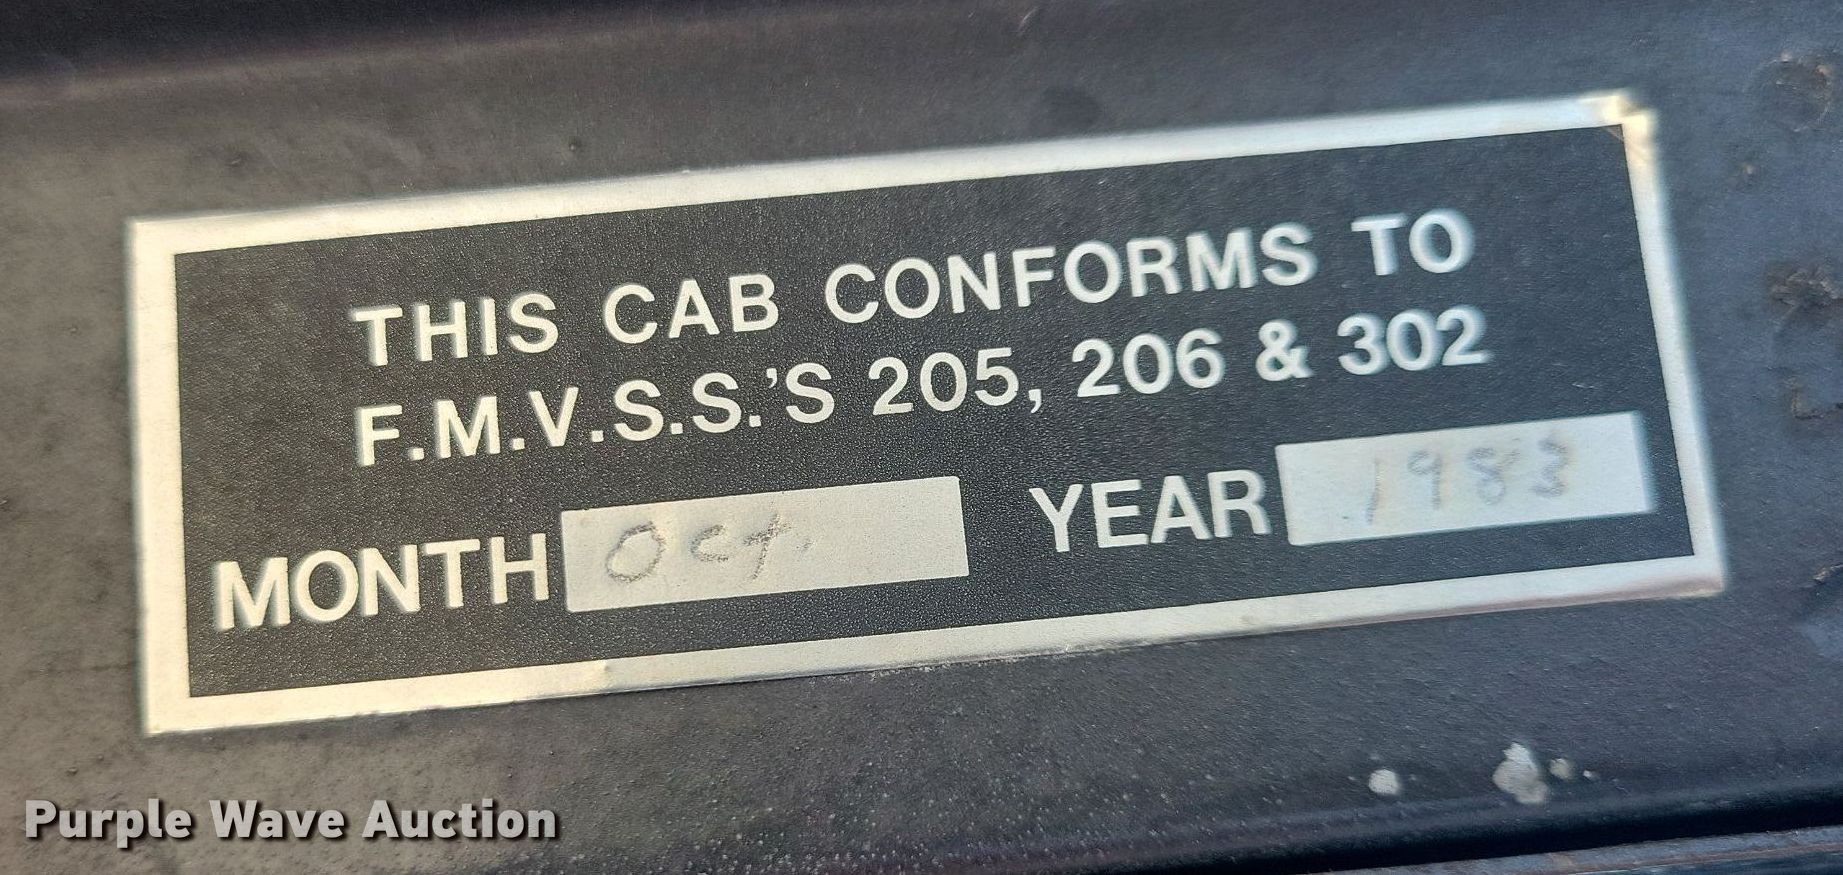 THIS CAB CONFORMS TO
F.M.V.S.S.'S 205, 206 & 302
MONTH Oct. YEAR 1983
Purple Wave Auction